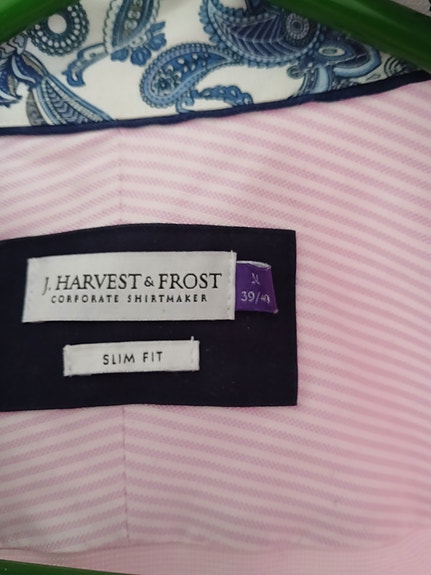 J. HARVEST & FROST
CORPORATE SHIRTMAKER
39/40
SLIM FIT